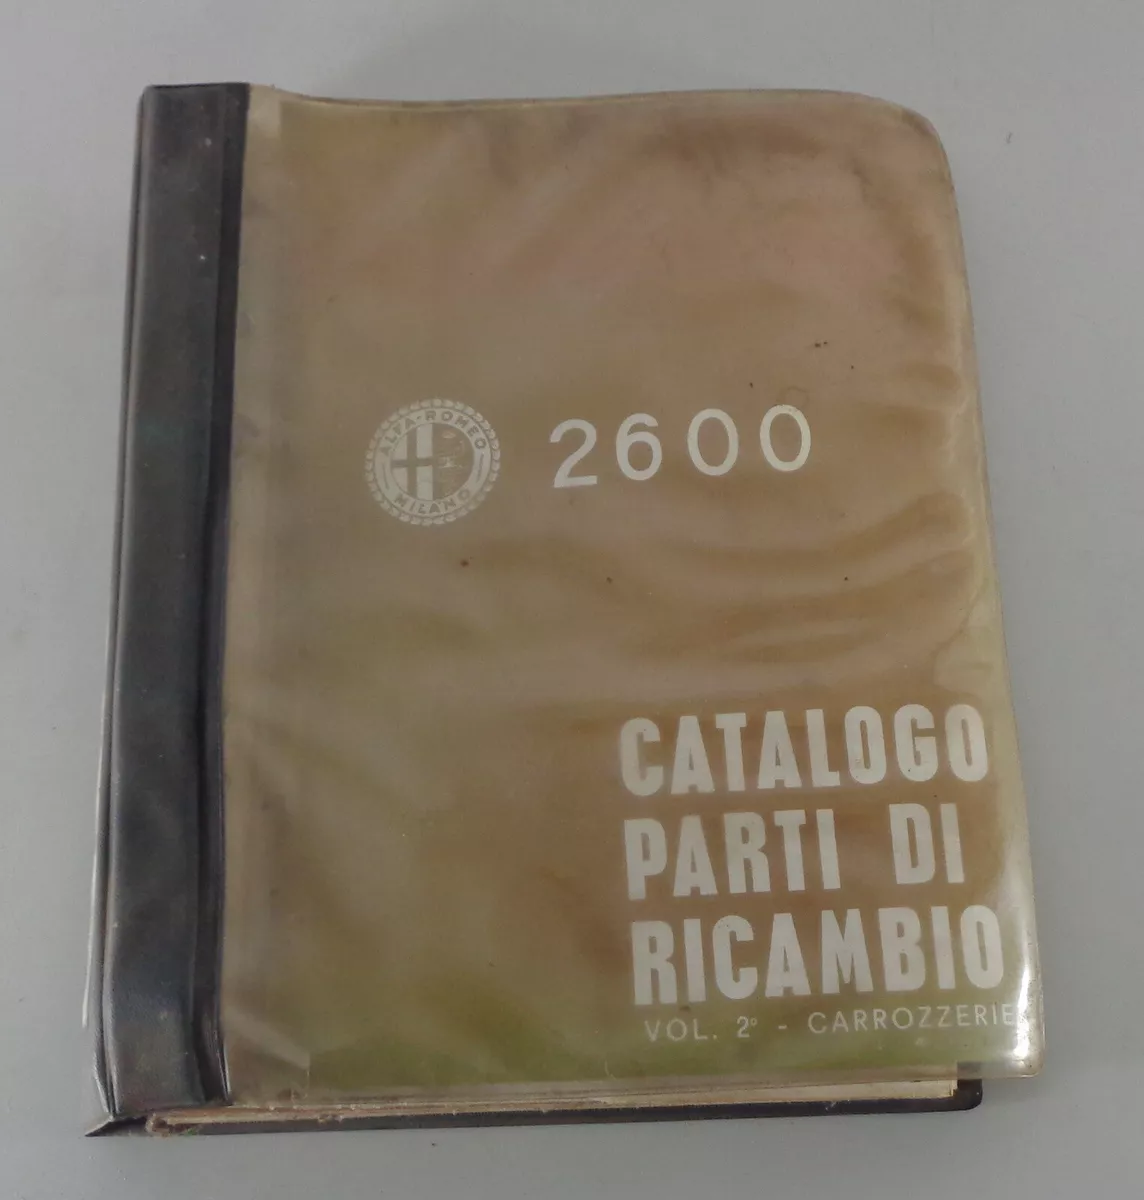 ALFA-ROMEO
MILANO
2600
CATALOGO
PARTI DI
RICAMBIO
VOL. 2° - CARROZZERIE